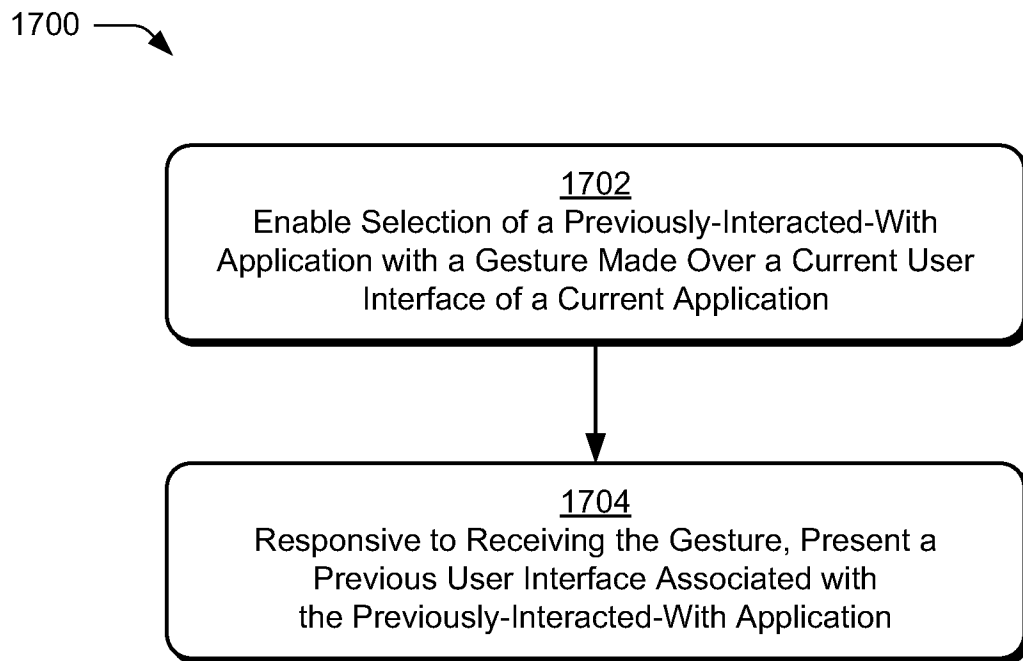 1700
1702
Enable Selection of a Previously-Interacted-With
Application with a Gesture Made Over a Current User
Interface of a Current Application
1704
Responsive to Receiving the Gesture, Present a
Previous User Interface Associated with
the Previously-Interacted-With Application